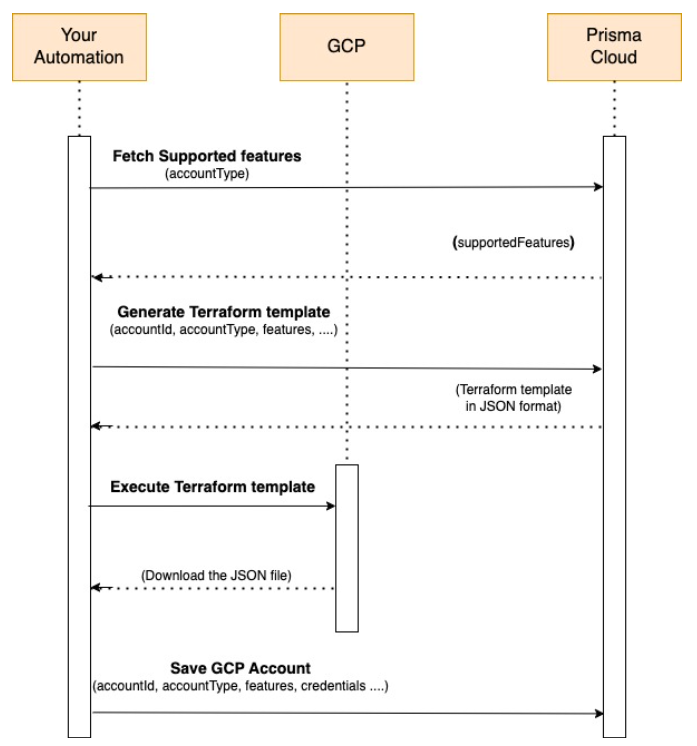 Your
Automation
GCP
Prisma
Cloud
Fetch Supported features
(accountType)
(supportedFeatures)
Generate Terraform template
(accountId, accountType, features, ....)
(Terraform template
in JSON format)
Execute Terraform template
(Download the JSON file)
Save GCP Account
(accountId, accountType, features, credentials ....)